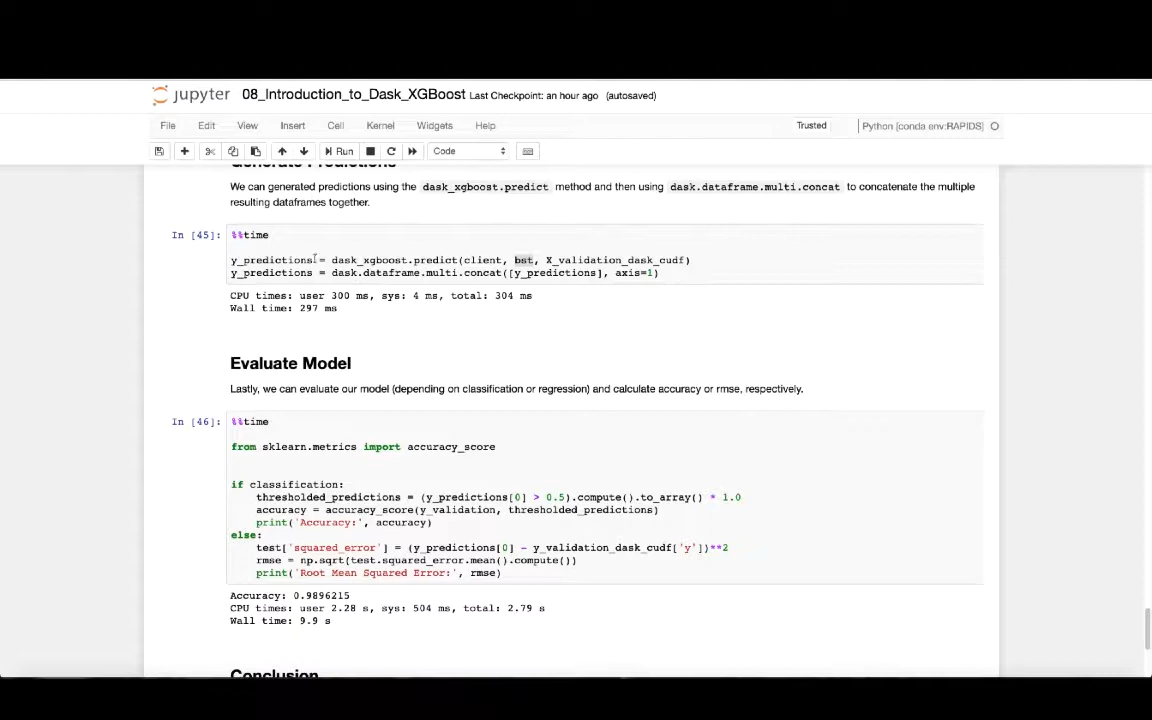 jupyter 08_Introduction_to_Dask_XGBoost Last Checkpoint: an hour ago (autosaved)
File Edit View Insert Cell Kernel Widgets Help Trusted Python [conda env:RAPIDS]
Run Code
Generate Predictions
We can generated predictions using the dask_xgboost.predict method and then using dask.dataframe.multi.concat to concatenate the multiple
resulting dataframes together.
In [45]: %%time
y_predictions = dask_xgboost.predict(client, bst, X_validation_dask_cudf)
y_predictions = dask.dataframe.multi.concat([y_predictions], axis=1)
CPU times: user 300 ms, sys: 4 ms, total: 304 ms
Wall time: 297 ms
Evaluate Model
Lastly, we can evaluate our model (depending on classification or regression) and calculate accuracy or rmse, respectively.
In [46]: %%time
from sklearn.metrics import accuracy_score
if classification:
thresholded_predictions = (y_predictions[0] > 0.5).compute().to_array() * 1.0
accuracy = accuracy_score(y_validation, thresholded_predictions)
print('Accuracy:', accuracy)
else:
test['squared_error'] = (y_predictions[0] - y_validation_dask_cudf['y'])**2
rmse = np.sqrt(test.squared_error.mean().compute())
print('Root Mean Squared Error:', rmse)
Accuracy: 0.9896215
CPU times: user 2.28 s, sys: 504 ms, total: 2.79 s
Wall time: 9.9 s
Conclusion